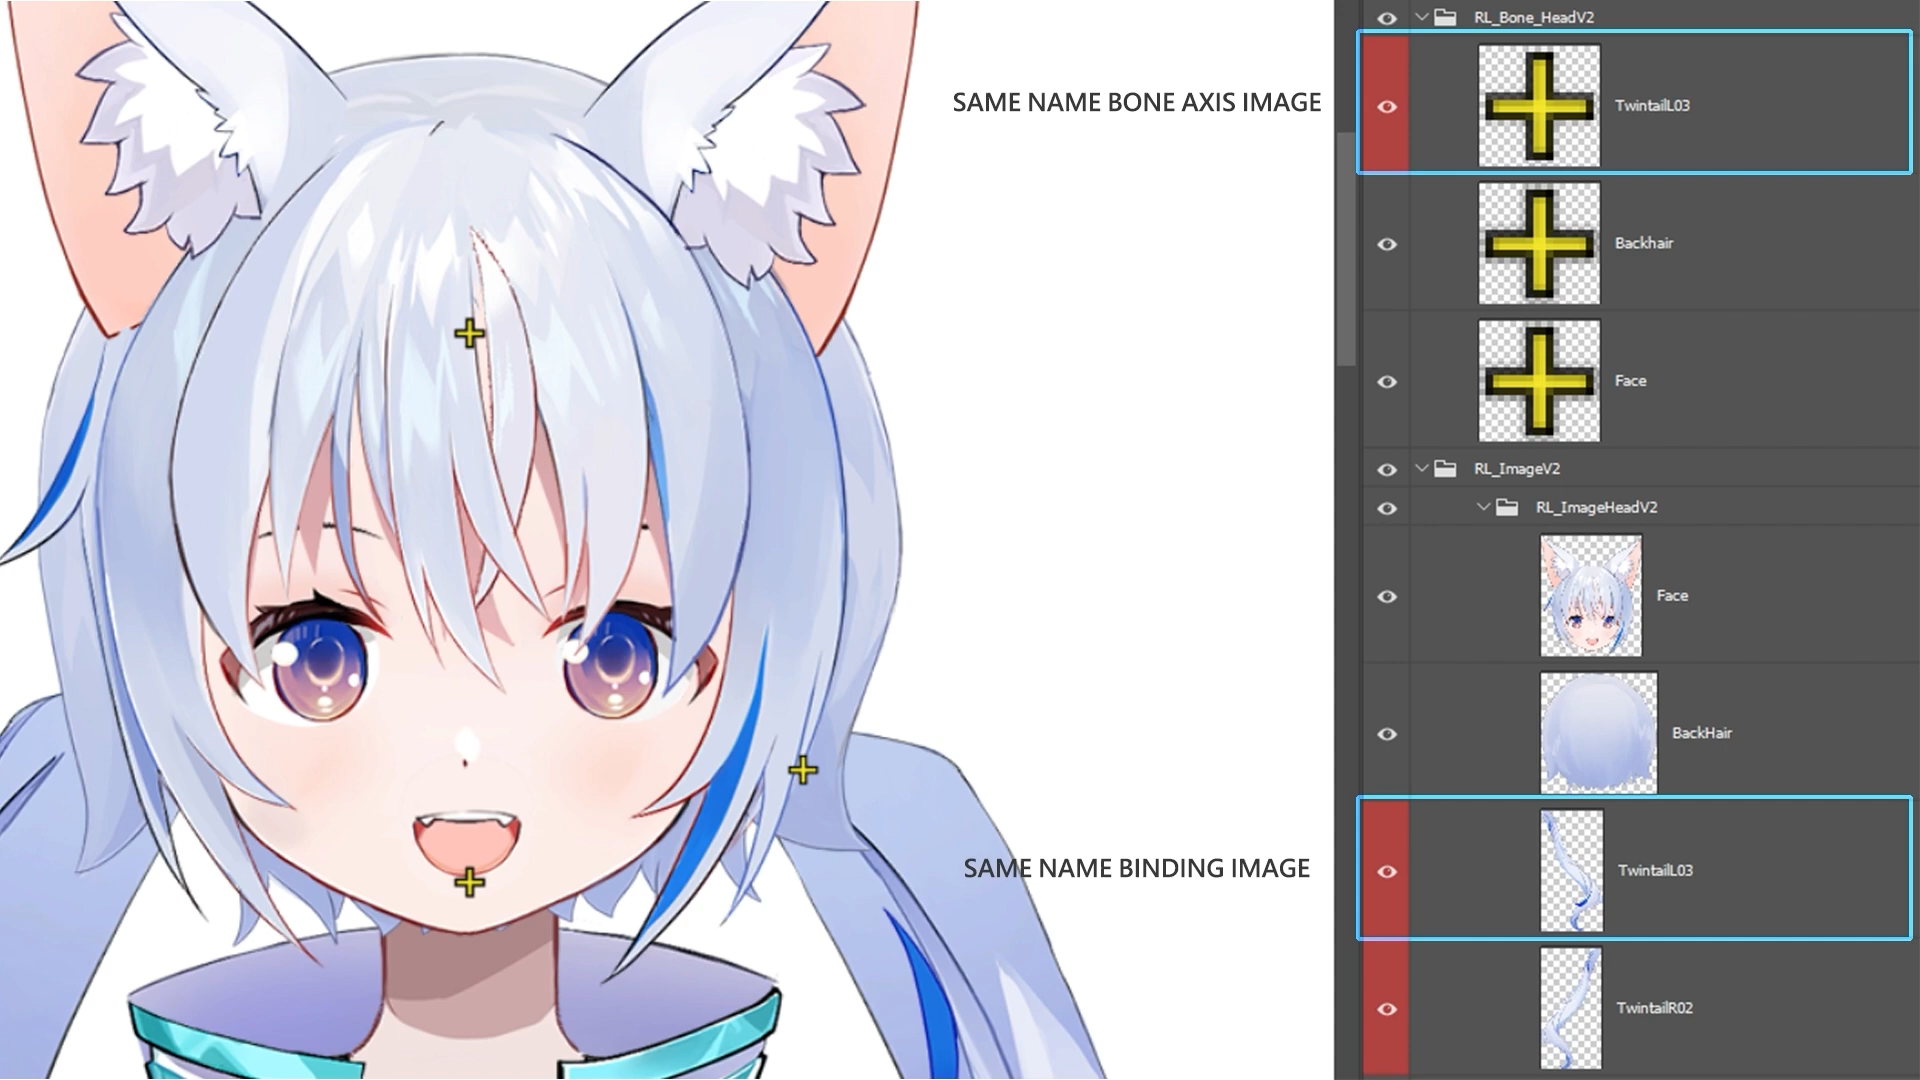 RL_Bone_HeadV2
SAME NAME BONE AXIS IMAGE
TwintailL03
Backhair
Face
RL_ImageV2
RL_ImageHeadV2
Face
BackHair
SAME NAME BINDING IMAGE
TwintailL03
TwintailR02